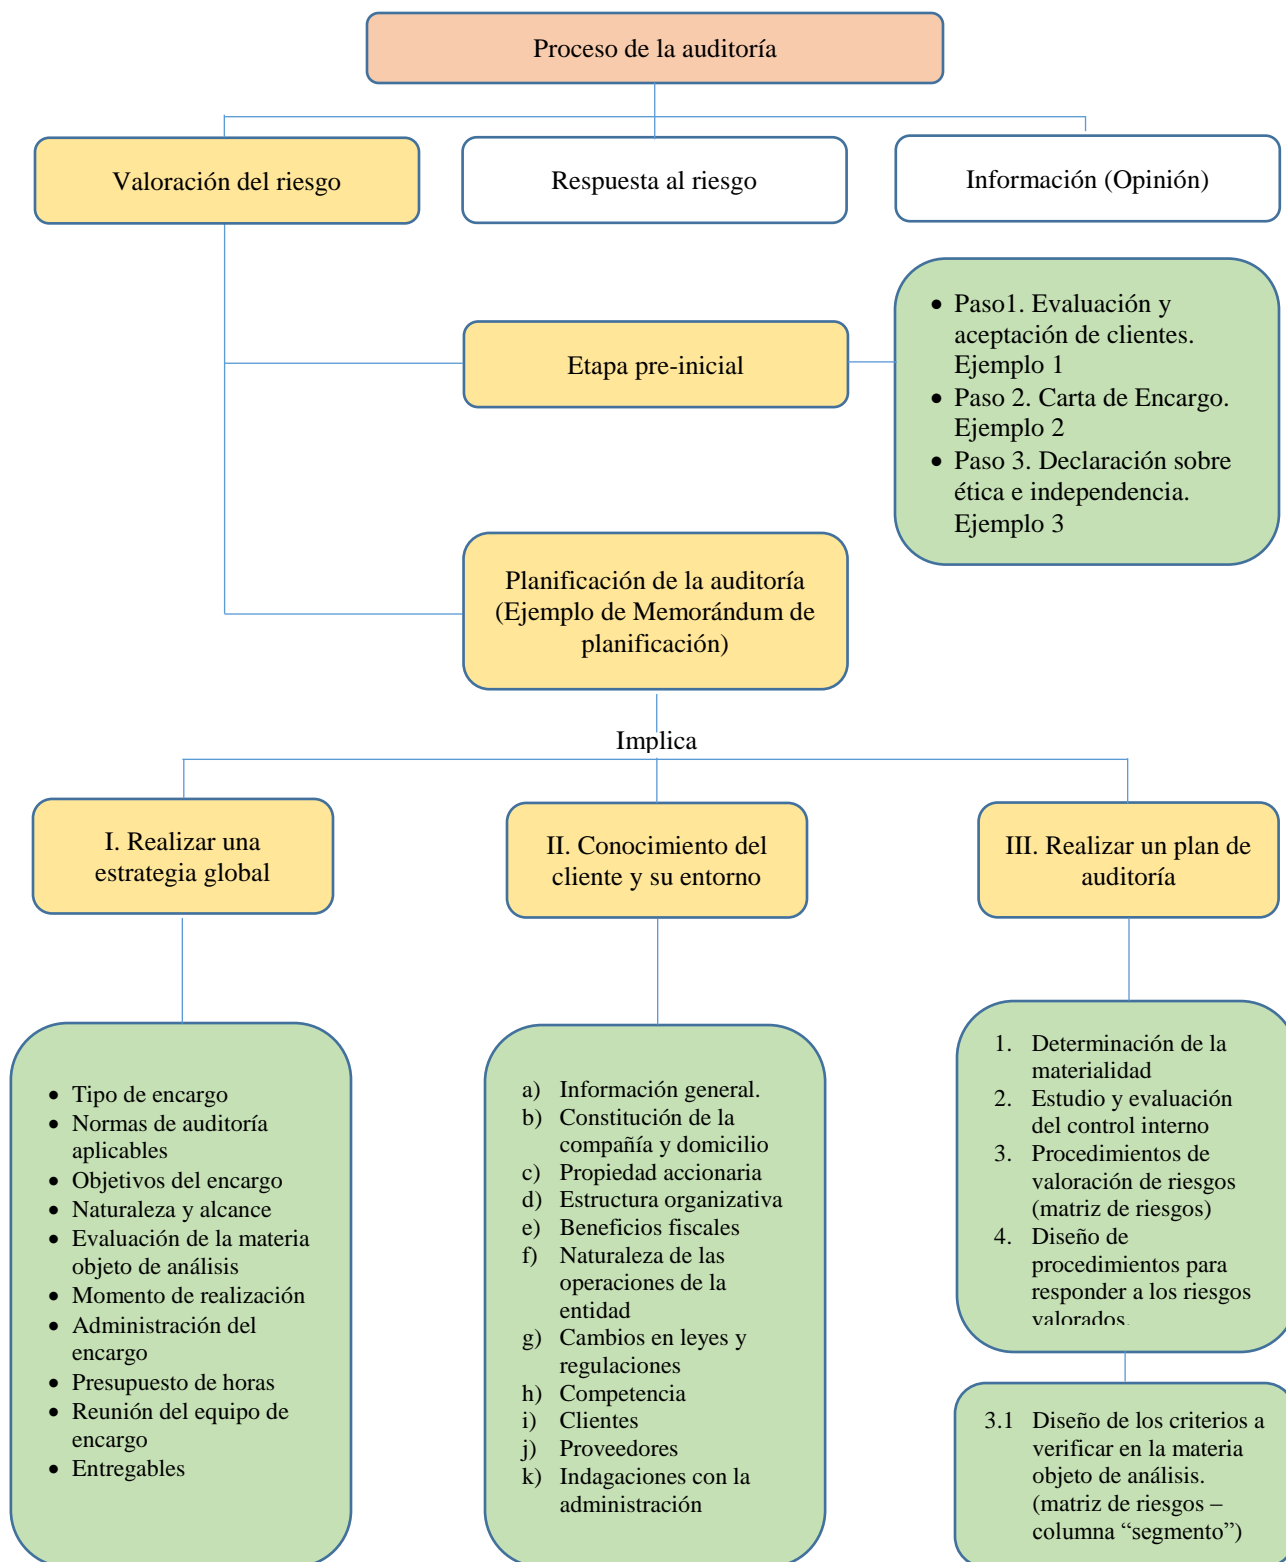 Proceso de la auditoría
Valoración del riesgo
Respuesta al riesgo
Información (Opinión)
Etapa pre-inicial
• Paso1. Evaluación y
aceptación de clientes.
Ejemplo 1
• Paso 2. Carta de Encargo.
Ejemplo 2
• Paso 3. Declaración sobre
ética e independencia.
Ejemplo 3
Planificación de la auditoría
(Ejemplo de Memorándum de
planificación)
Implica
I. Realizar una
estrategia global
II. Conocimiento del
cliente y su entorno
III. Realizar un plan de
auditoría
• Tipo de encargo
• Normas de auditoría
aplicables
• Objetivos del encargo
• Naturaleza y alcance
• Evaluación de la materia
objeto de análisis
• Momento de realización
• Administración del
encargo
• Presupuesto de horas
• Reunión del equipo de
encargo
• Entregables
a) Información general.
b) Constitución de la
compañía y domicilio
c) Propiedad accionaria
d) Estructura organizativa
e) Beneficios fiscales
f) Naturaleza de las
operaciones de la
entidad
g) Cambios en leyes y
regulaciones
h) Competencia
i) Clientes
j) Proveedores
k) Indagaciones con la
administración
1. Determinación de la
materialidad
2. Estudio y evaluación
del control interno
3. Procedimientos de
valoración de riesgos
(matriz de riesgos)
4. Diseño de
procedimientos para
responder a los riesgos
valorados.
3.1 Diseño de los criterios a
verificar en la materia
objeto de análisis.
(matriz de riesgos –
columna “segmento”)